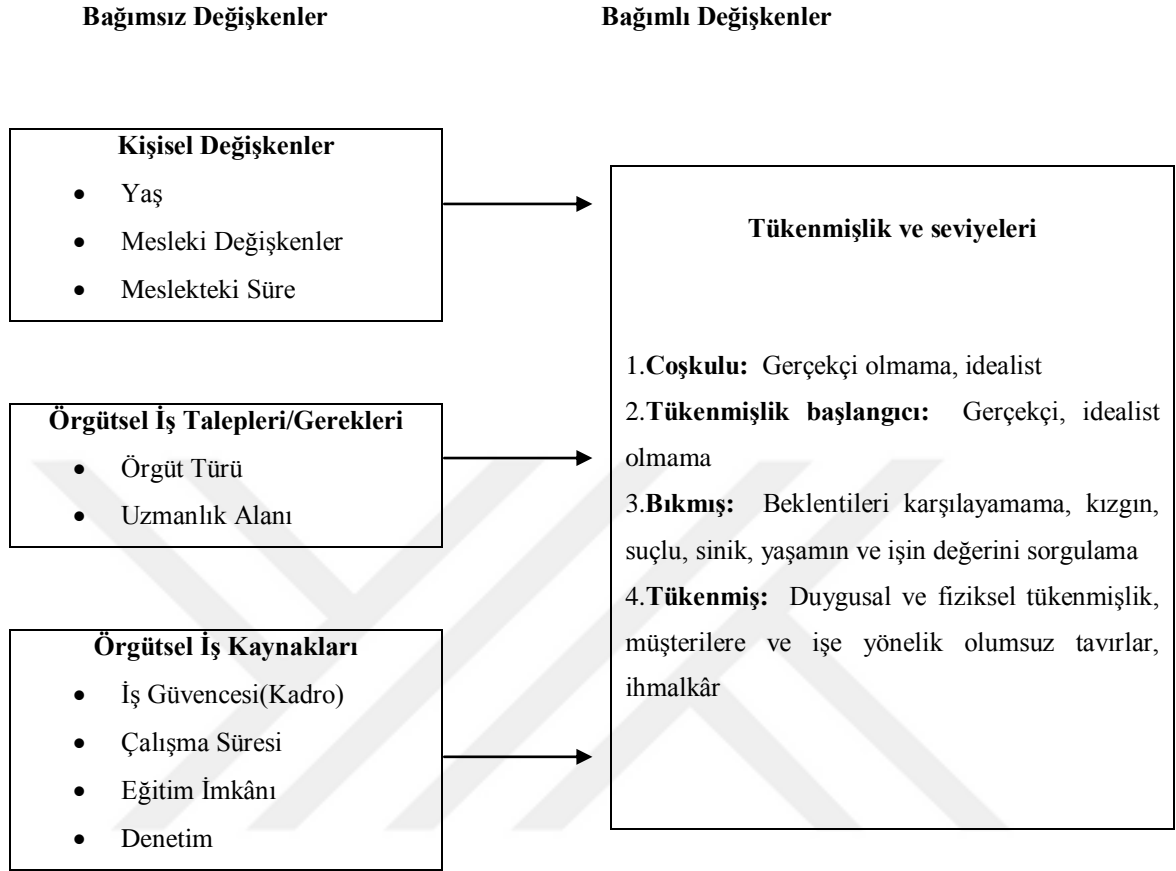 Bağımsız Değişkenler
Bağımlı Değişkenler
Kişisel Değişkenler
• Yaş
• Mesleki Değişkenler
• Meslekteki Süre
Örgütsel İş Talepleri/Gerekleri
• Örgüt Türü
• Uzmanlık Alanı
Örgütsel İş Kaynakları
• İş Güvencesi(Kadro)
• Çalışma Süresi
• Eğitim İmkânı
• Denetim
Tükenmişlik ve seviyeleri
1.Coşkulu: Gerçekçi olmama, idealist
2.Tükenmişlik başlangıcı: Gerçekçi, idealist
olmama
3.Bıkmış: Beklentileri karşılayamama, kızgın,
suçlu, sinik, yaşamın ve işin değerini sorgulama
4.Tükenmiş: Duygusal ve fiziksel tükenmişlik,
müşterilere ve işe yönelik olumsuz tavırlar,
ihmalkâr